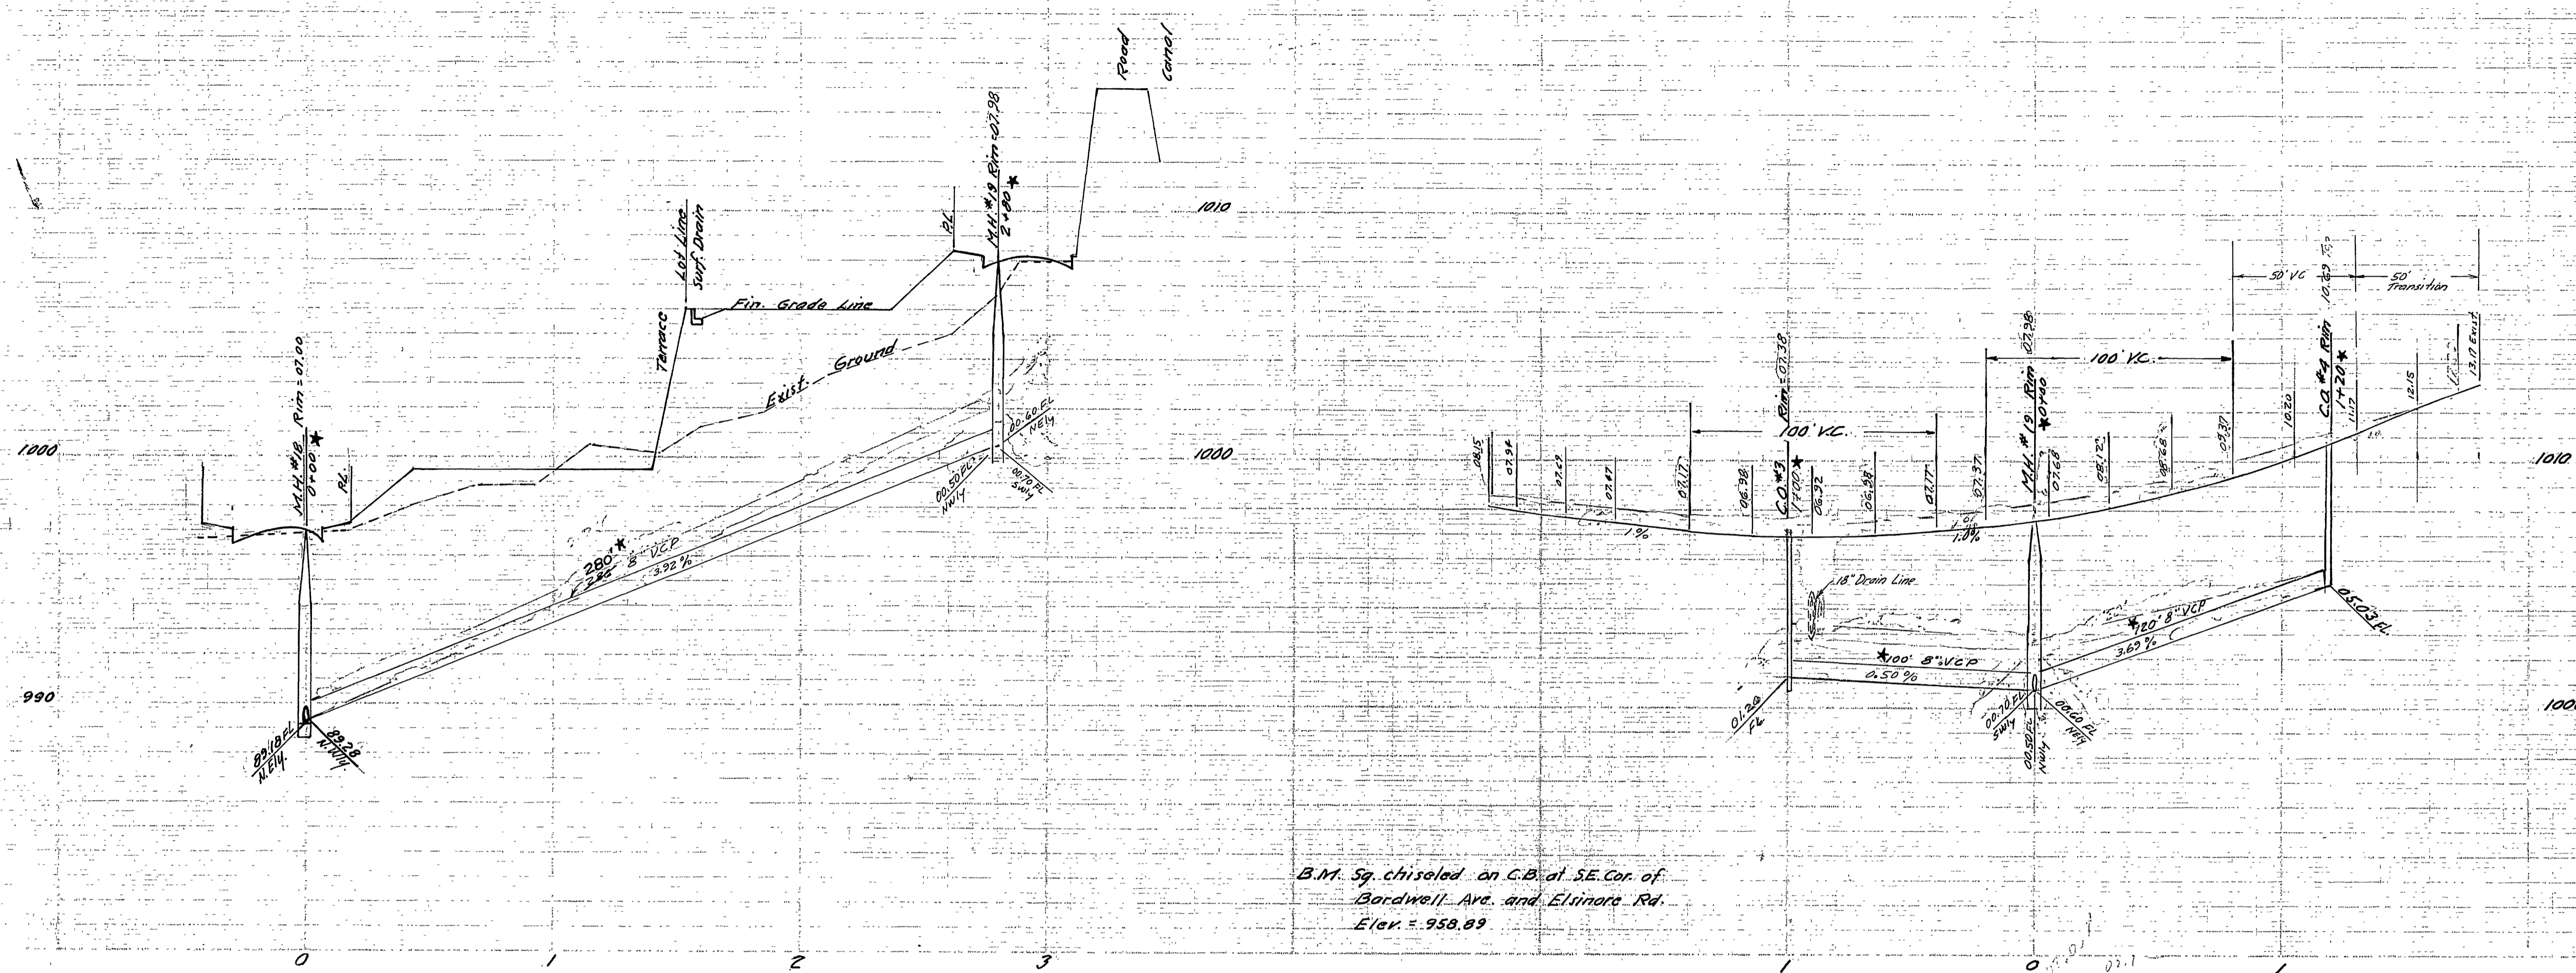 Road
Canal
M.H. #19 Rim = 07.98
2+80 ★
1010
P.L.
Lot Line
Surf. Drain
Fin. Grade Line
Terrace
Exist. Ground
M.H. #18 Rim = 07.00
0+00 ★
P.L.
1000
990
280' ★
286' 8" VCP
3.92 %
00.60 FL
NEly
00.50 FL
NWly
00.70 FL
SWly
89.18 FL
N.Ely.
89.28
N.Wly.
1000
08.15
07.94
07.69
07.47
07.17
06.98
C.O. #3 Rim = 07.38
1+00 ★
06.92
06.98
07.17
07.37
100' V.C.
M.H. #19 Rim 07.98
★ 0+00
07.68
08.12
08.68
09.37
100' V.C.
10.20
C.O. #4 Rim 10.69 Top
1+20 ★
11.17
50' VC
50'
Transition
12.15
13.17 Exist.
1010
1%
1.0%
18" Drain Line
★ 100' 8" VCP
0.50 %
★ 120' 8" VCP
3.69 %
01.20
FL
00.70 FL
SWly
00.50 FL
NWly
00.60 FL
NEly
05.03 FL
1000
B.M. Sq. chiseled on C.B. at S.E. Cor. of
Bardwell Ave. and Elsinore Rd.
Elev. = 958.89
0 1 2 3 1 0 1